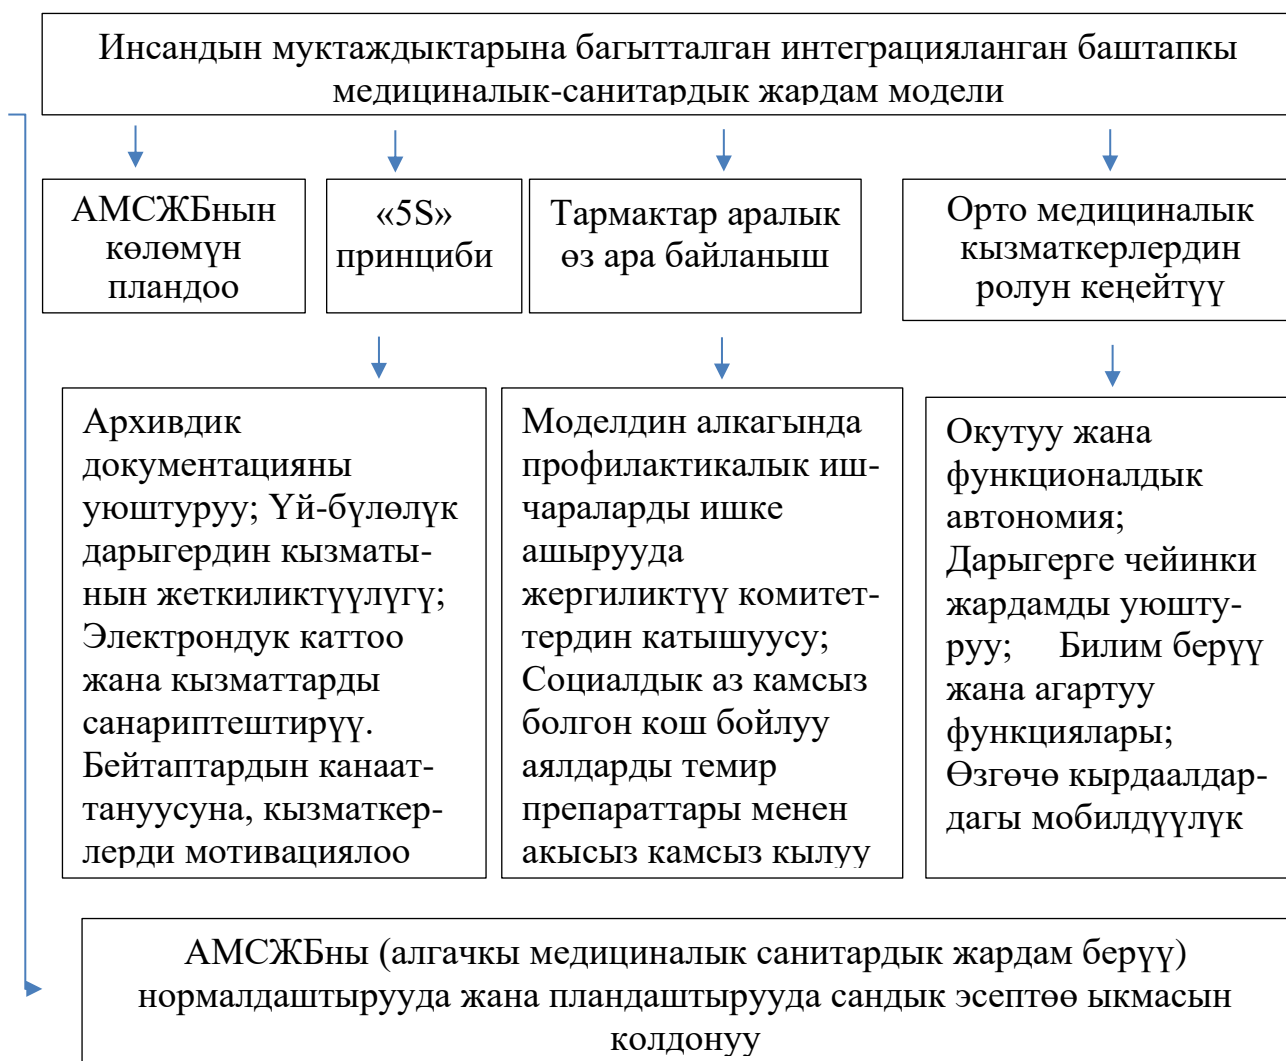 Инсандын муктаждыктарына багытталган интеграцияланган баштапкы
медициналык-санитардык жардам модели
АМСЖБнын
көлөмүн
пландоо
«5S»
принциби
Тармактар аралык
өз ара байланыш
Орто медициналык
кызматкерлердин
ролун кеңейтүү
Архивдик
документацияны
уюштуруу; Үй-бүлөлүк
дарыгердин кызматы-
нын жеткиликтүүлүгү;
Электрондук каттоо
жана кызматтарды
санариптештирүү.
Бейтаптардын канаат-
тануусуна, кызматкер-
лерди мотивациялоо
Моделдин алкагында
профилактикалык иш-
чараларды ишке
ашырууда
жергиликтүү комитет-
тердин катышуусу;
Социалдык аз камсыз
болгон кош бойлуу
аялдарды темир
препараттары менен
акысыз камсыз кылуу
Окутуу жана
функционалдык
автономия;
Дарыгерге чейинки
жардамды уюшту-
руу; Билим берүү
жана агартуу
функциялары;
Өзгөчө кырдаалдар-
дагы мобилдүүлүк
АМСЖБны (алгачкы медициналык санитардык жардам берүү)
нормалдаштырууда жана пландаштырууда сандык эсептөө ыкмасын
колдонуу